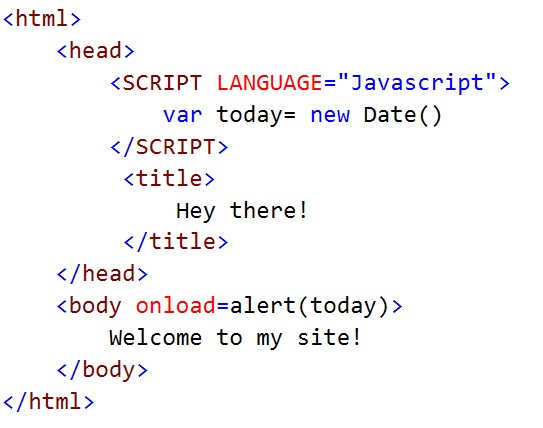 <html>
<head>
<SCRIPT LANGUAGE="Javascript">
var today= new Date()
</SCRIPT>
<title>
Hey there!
</title>
</head>
<body onload=alert(today)>
Welcome to my site!
</body>
</html>